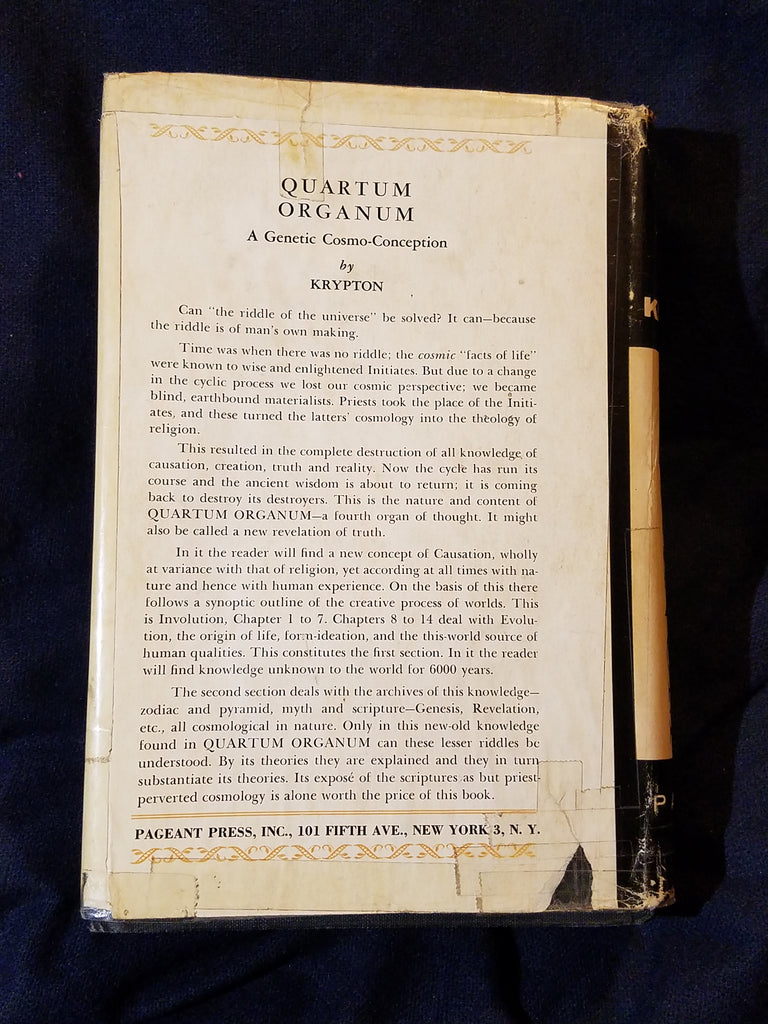 QUARTUM
ORGANUM
A Genetic Cosmo-Conception
by
KRYPTON
Can "the riddle of the universe" be solved? It can—because
the riddle is of man's own making.
Time was when there was no riddle; the cosmic "facts of life"
were known to wise and enlightened Initiates. But due to a change
in the cyclic process we lost our cosmic perspective; we became
blind, earthbound materialists. Priests took the place of the Initi-
ates, and these turned the latters' cosmology into the theology of
religion.
This resulted in the complete destruction of all knowledge of
causation, creation, truth and reality. Now the cycle has run its
course and the ancient wisdom is about to return; it is coming
back to destroy its destroyers. This is the nature and content of
QUARTUM ORGANUM—a fourth organ of thought. It might
also be called a new revelation of truth.
In it the reader will find a new concept of Causation, wholly
at variance with that of religion, yet according at all times with na-
ture and hence with human experience. On the basis of this there
follows a synoptic outline of the creative process of worlds. This
is Involution, Chapter 1 to 7. Chapters 8 to 14 deal with Evolu-
tion, the origin of life, form-ideation, and the this-world source of
human qualities. This constitutes the first section. In it the reader
will find knowledge unknown to the world for 6000 years.
The second section deals with the archives of this knowledge—
zodiac and pyramid, myth and scripture—Genesis, Revelation,
etc., all cosmological in nature. Only in this new-old knowledge
found in QUARTUM ORGANUM can these lesser riddles be
understood. By its theories they are explained and they in turn
substantiate its theories. Its exposé of the scriptures as but priest-
perverted cosmology is alone worth the price of this book.
PAGEANT PRESS, INC., 101 FIFTH AVE., NEW YORK 3, N. Y.
K
P